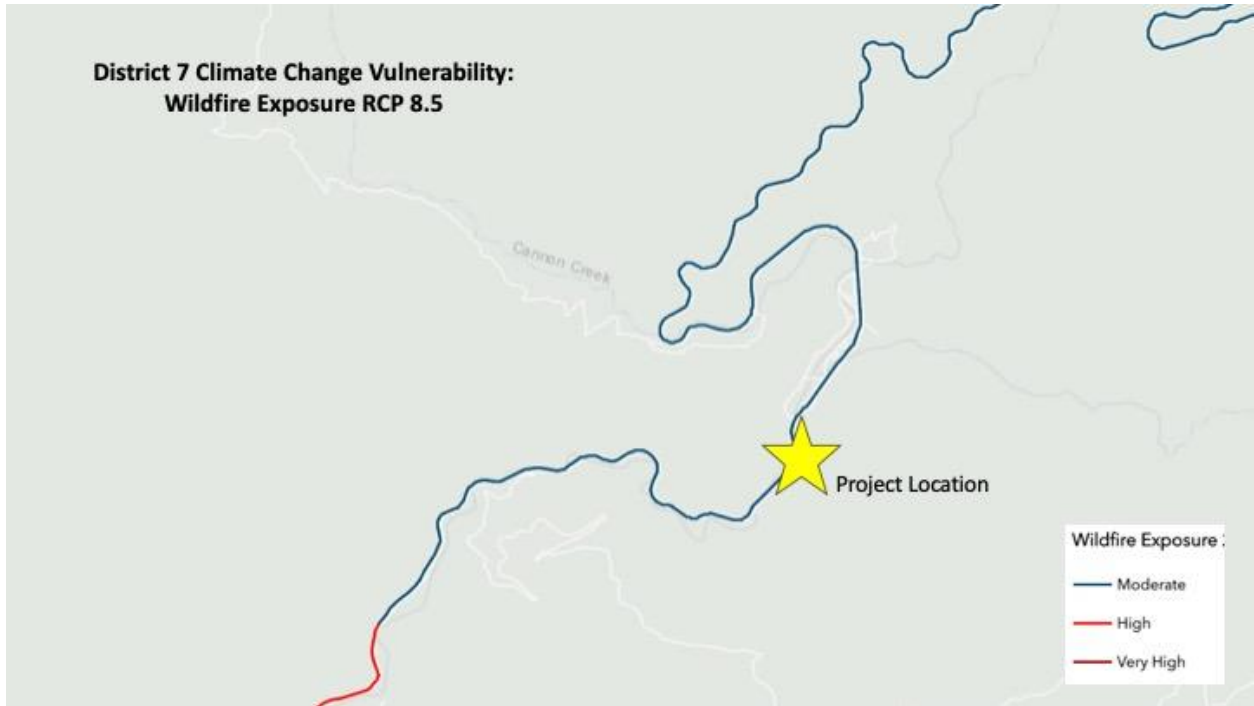 District 7 Climate Change Vulnerability:
Wildfire Exposure RCP 8.5
Cannon Creek
Project Location
Wildfire Exposure
Moderate
High
Very High